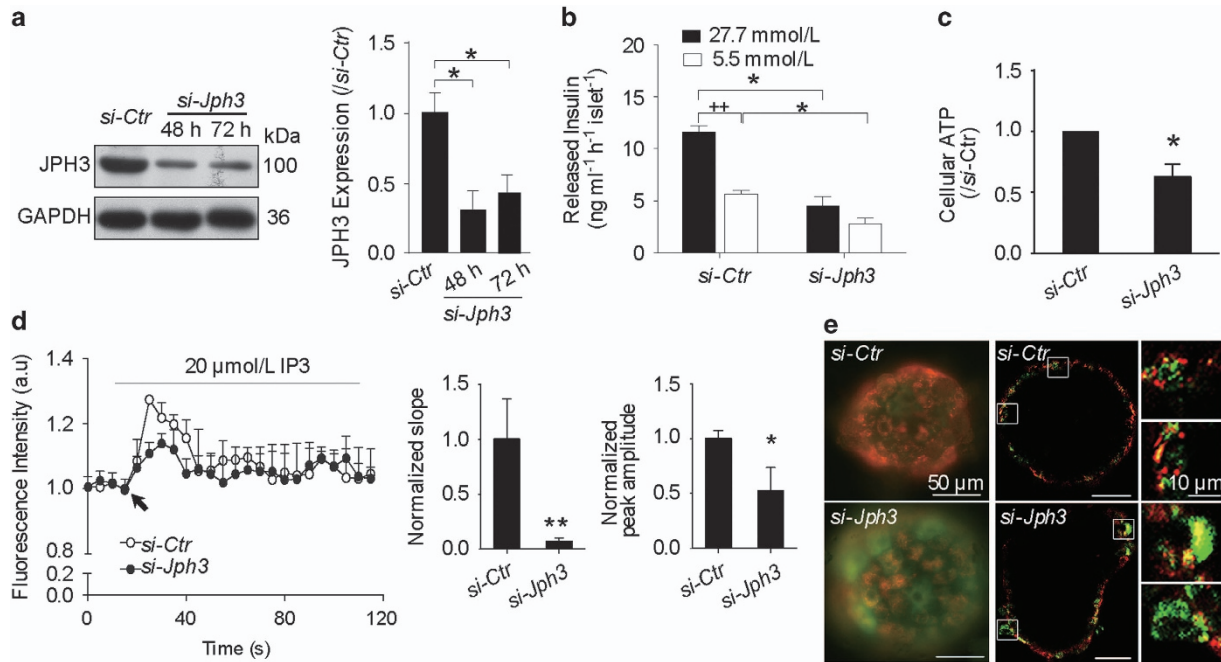 a
si-Ctr
si-Jph3
48 h 72 h
kDa
JPH3
100
GAPDH
36
JPH3 Expression (/si-Ctr)
1.5
1.0
0.5
0.0
*
*
si-Ctr
48 h
72 h
si-Jph3
b
27.7 mmol/L
5.5 mmol/L
Released Insulin
(ng ml⁻¹ h⁻¹ islet⁻¹)
20
15
10
5
0
*
++
*
si-Ctr
si-Jph3
c
Cellular ATP
(/si-Ctr)
1.5
1.0
0.5
0.0
*
si-Ctr
si-Jph3
d
Fluorescence Intensity (a.u)
20 µmol/L IP3
1.4
1.2
1.0
0.8
0.2
0.0
si-Ctr
si-Jph3
0 40 80 120
Time (s)
Normalized slope
1.5
1.0
0.5
0.0
**
si-Ctr
si-Jph3
Normalized
peak amplitude
1.5
1.0
0.5
0.0
*
si-Ctr
si-Jph3
e
si-Ctr
50 µm
si-Ctr
10 µm
si-Jph3
si-Jph3